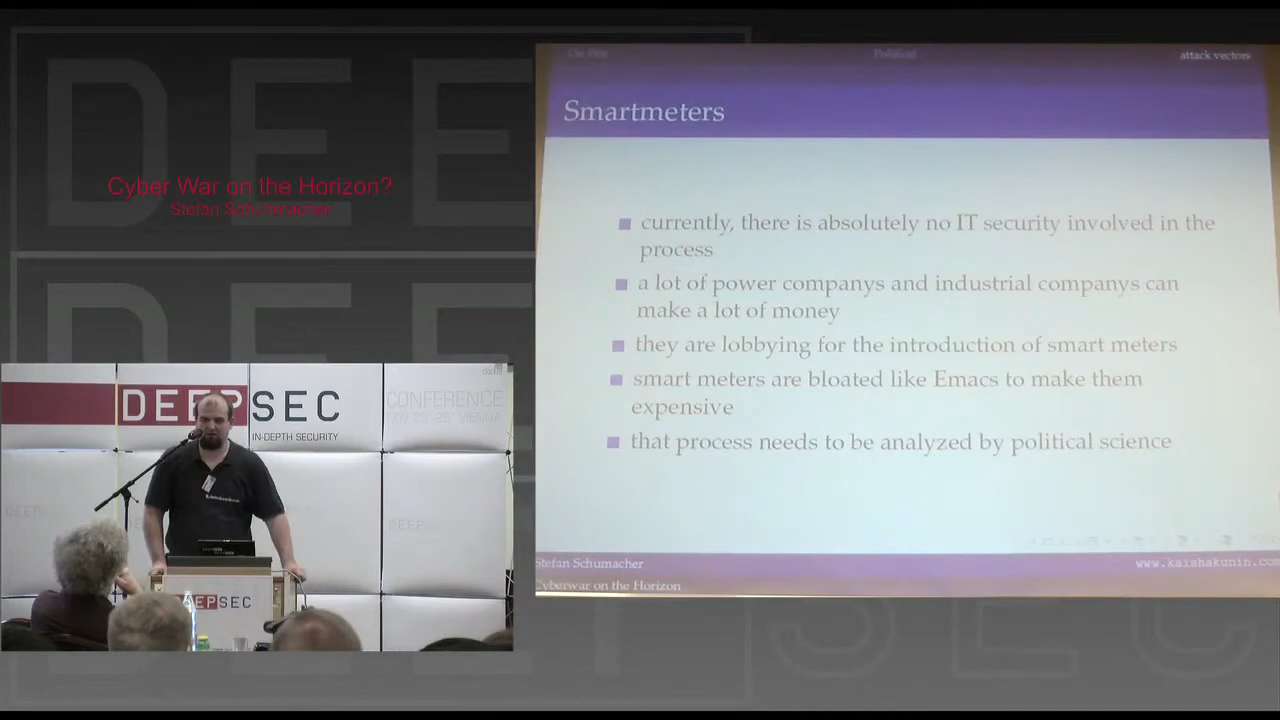 Cyber War on the Horizon?
Stefan Schumacher
DEEPSEC
IN-DEPTH SECURITY
CONFERENCE
DEEPSEC
Political
attack vectors
Smartmeters
currently, there is absolutely no IT security involved in the
process
a lot of power companys and industrial companys can
make a lot of money
they are lobbying for the introduction of smart meters
smart meters are bloated like Emacs to make them
expensive
that process needs to be analyzed by political science
Stefan Schumacher
www.kaishakunin.com
Cyberwar on the Horizon